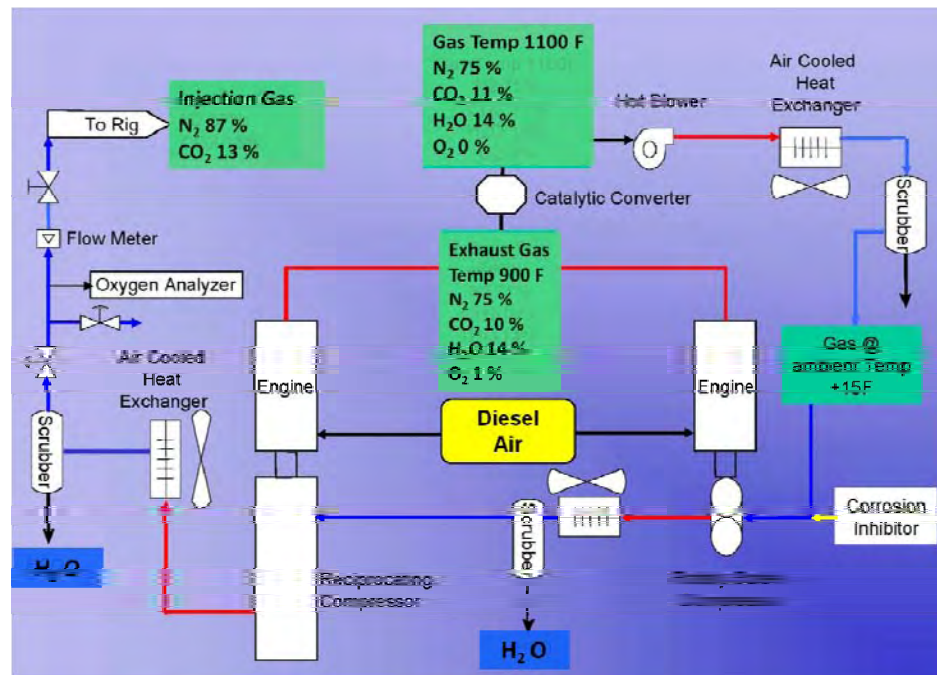 Gas Temp 1100 F
N2 75 %
CO2 11 %
H2O 14 %
O2 0 %
Air Cooled
Heat
Exchanger
Injection Gas
N2 87 %
CO2 13 %
To Rig
Hot Blower
Scrubber
Catalytic Converter
Flow Meter
Exhaust Gas
Temp 900 F
N2 75 %
CO2 10 %
H2O 14 %
O2 1 %
Oxygen Analyzer
Air Cooled
Heat
Exchanger
Engine
Engine
Gas @
ambient Temp
+15F
Diesel
Air
Scrubber
Scrubber
Corrosion
Inhibitor
H2O
Reciprocating
Compressor
H2O